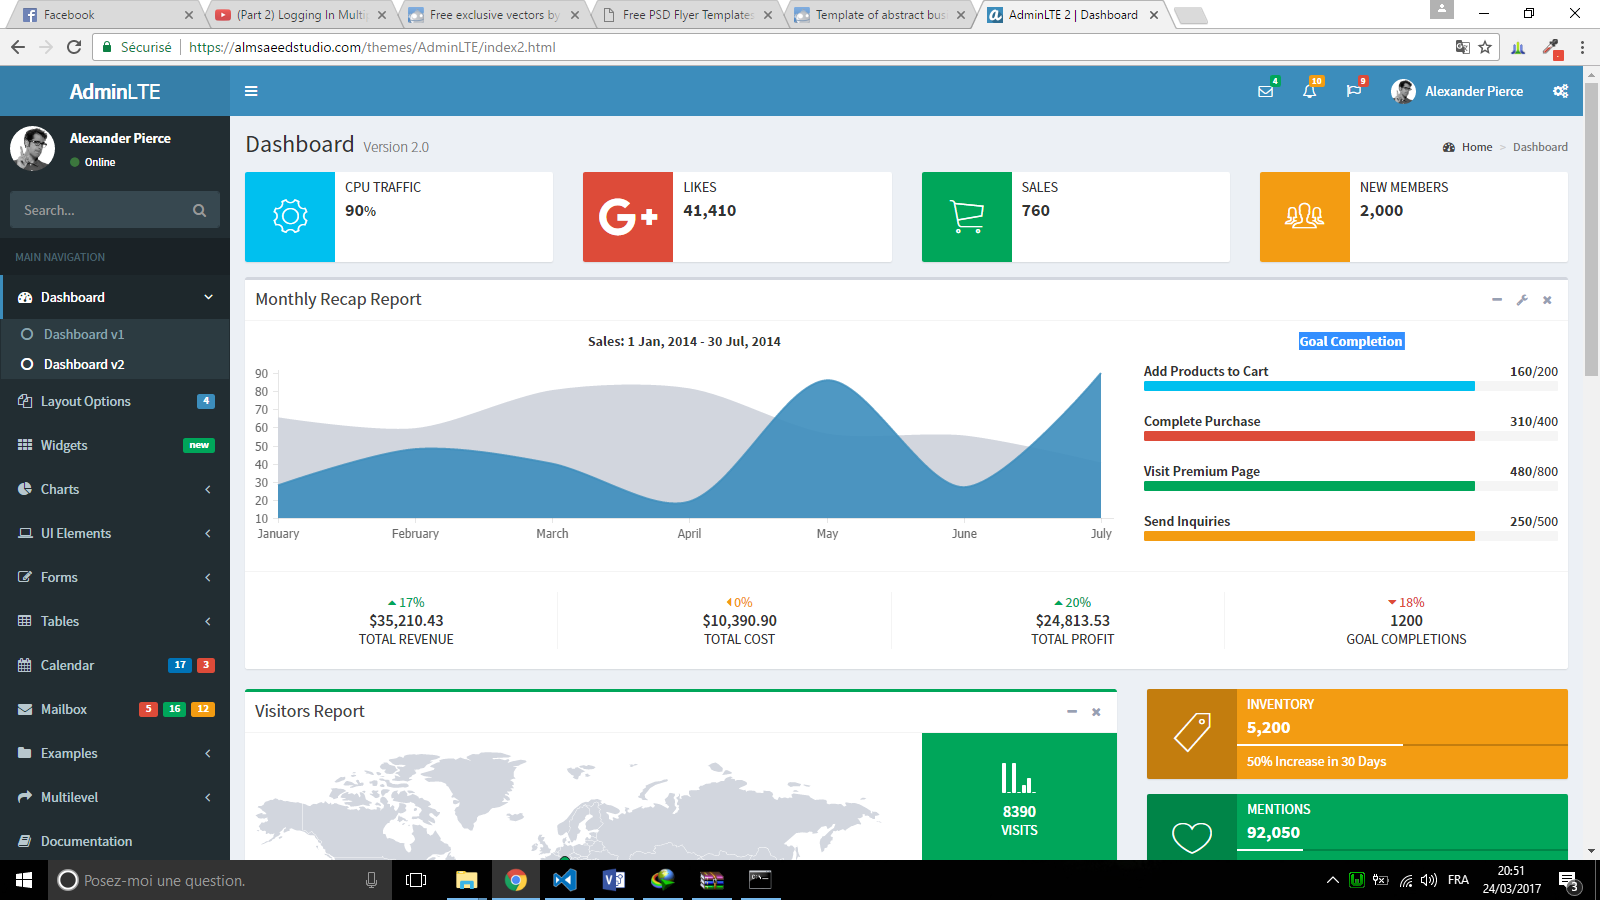 Facebook
(Part 2) Logging In Multip
Free exclusive vectors by
Free PSD Flyer Templates
Template of abstract busi
AdminLTE 2 | Dashboard
Sécurisé
https://almsaeedstudio.com/themes/AdminLTE/index2.html
AdminLTE
4
10
9
Alexander Pierce
Alexander Pierce
Online
Search...
MAIN NAVIGATION
Dashboard
Dashboard v1
Dashboard v2
Layout Options 4
Widgets new
Charts
UI Elements
Forms
Tables
Calendar 17 3
Mailbox 5 16 12
Examples
Multilevel
Documentation
Dashboard Version 2.0
Home > Dashboard
CPU TRAFFIC
90%
LIKES
41,410
SALES
760
NEW MEMBERS
2,000
Monthly Recap Report
Sales: 1 Jan, 2014 - 30 Jul, 2014
90
80
70
60
50
40
30
20
10
January February March April May June July
Goal Completion
Add Products to Cart 160/200
Complete Purchase 310/400
Visit Premium Page 480/800
Send Inquiries 250/500
17%
$35,210.43
TOTAL REVENUE
0%
$10,390.90
TOTAL COST
20%
$24,813.53
TOTAL PROFIT
18%
1200
GOAL COMPLETIONS
Visitors Report
8390
VISITS
INVENTORY
5,200
50% Increase in 30 Days
MENTIONS
92,050
Posez-moi une question.
FRA
20:51
24/03/2017
3